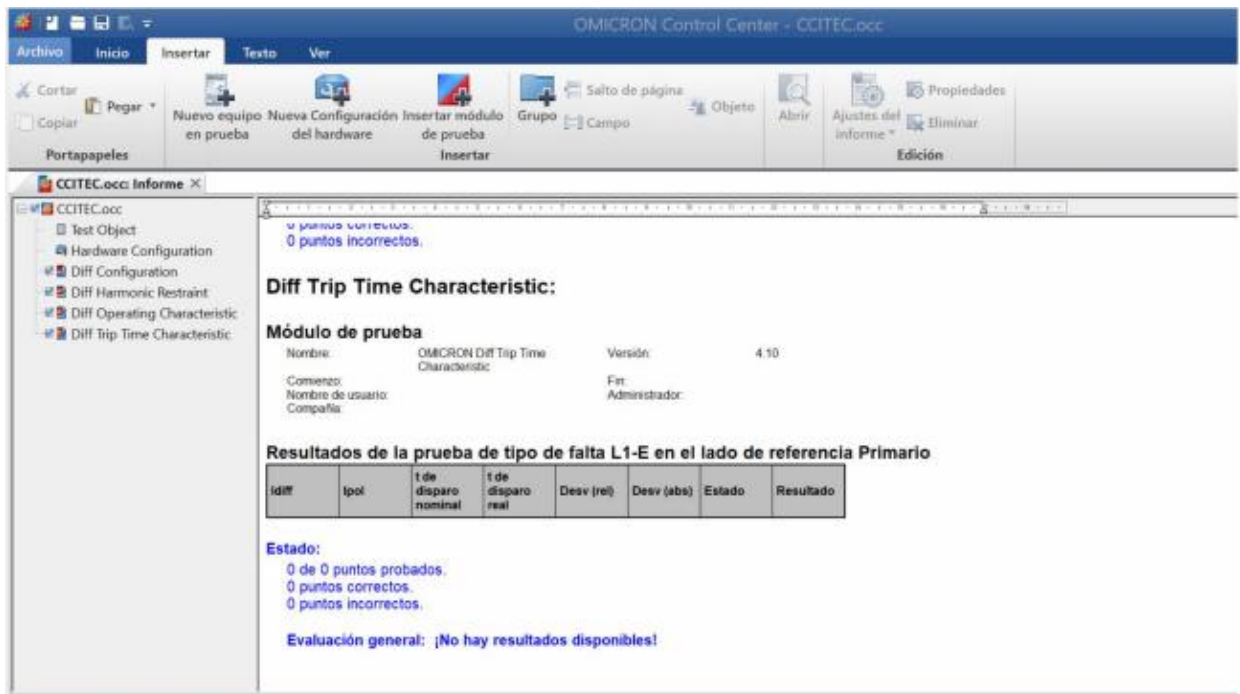 OMICRON Control Center - CCITEC.occ
Archivo Inicio Insertar Texto Ver
Cortar
Copiar
Pegar
Portapapeles
Nuevo equipo en prueba
Nueva Configuración del hardware
Insertar módulo de prueba
Grupo
Salto de página
Campo
Objeto
Insertar
Abrir
Ajustes del informe
Propiedades
Eliminar
Edición
CCITEC.occ: Informe
CCITEC.occ
Test Object
Hardware Configuration
Diff Configuration
Diff Harmonic Restraint
Diff Operating Characteristic
Diff Trip Time Characteristic
0 puntos correctos.
0 puntos incorrectos.
Diff Trip Time Characteristic:
Módulo de prueba
Nombre: OMICRON Diff Trip Time Characteristic Versión: 4.10
Comienzo: Fin:
Nombre de usuario: Administrador:
Compañía:
Resultados de la prueba de tipo de falta L1-E en el lado de referencia Primario
Idiff Ipol t de disparo nominal t de disparo real Desv (rel) Desv (abs) Estado Resultado
Estado:
0 de 0 puntos probados.
0 puntos correctos.
0 puntos incorrectos.
Evaluación general: ¡No hay resultados disponibles!